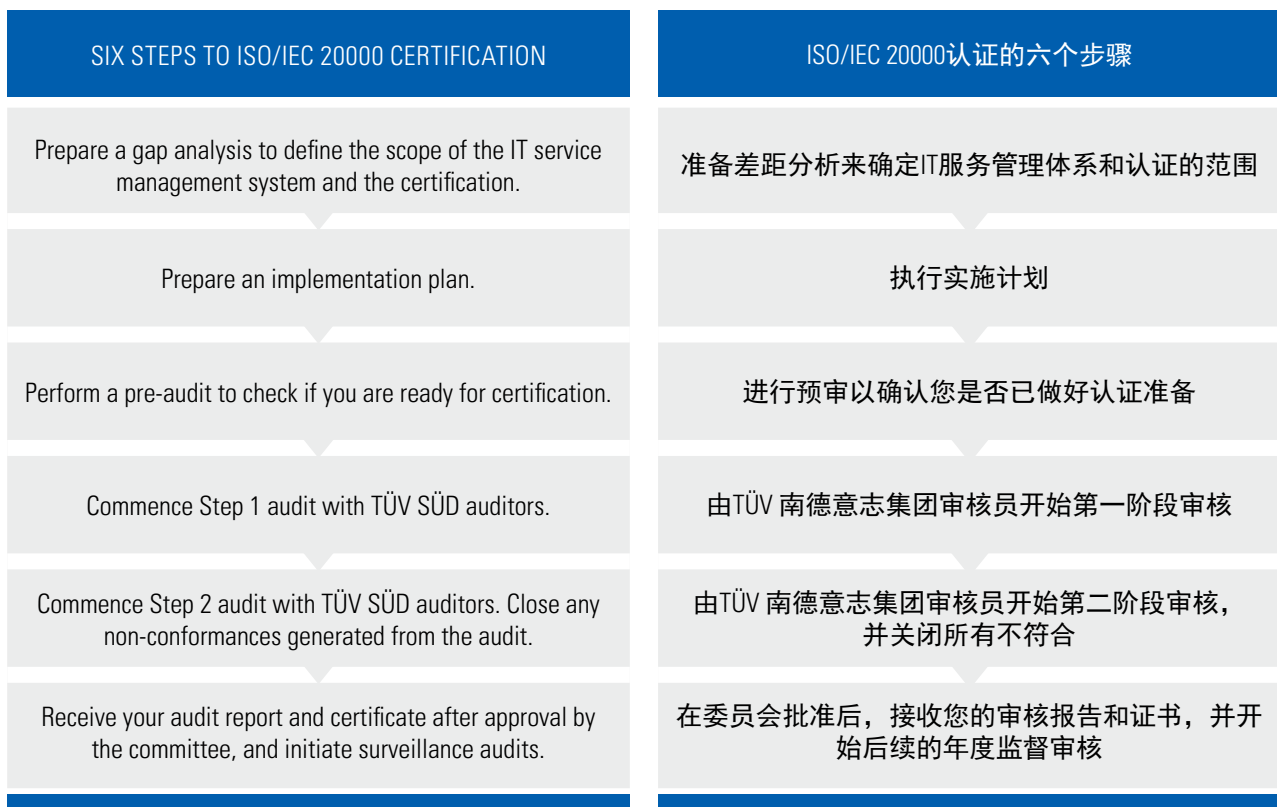 SIX STEPS TO ISO/IEC 20000 CERTIFICATION
Prepare a gap analysis to define the scope of the IT service
management system and the certification.
Prepare an implementation plan.
Perform a pre-audit to check if you are ready for certification.
Commence Step 1 audit with TÜV SÜD auditors.
Commence Step 2 audit with TÜV SÜD auditors. Close any
non-conformances generated from the audit.
Receive your audit report and certificate after approval by
the committee, and initiate surveillance audits.
ISO/IEC 20000认证的六个步骤
准备差距分析来确定IT服务管理体系和认证的范围
执行实施计划
进行预审以确认您是否已做好认证准备
由TÜV 南德意志集团审核员开始第一阶段审核
由TÜV 南德意志集团审核员开始第二阶段审核，
并关闭所有不符合
在委员会批准后，接收您的审核报告和证书，并开
始后续的年度监督审核